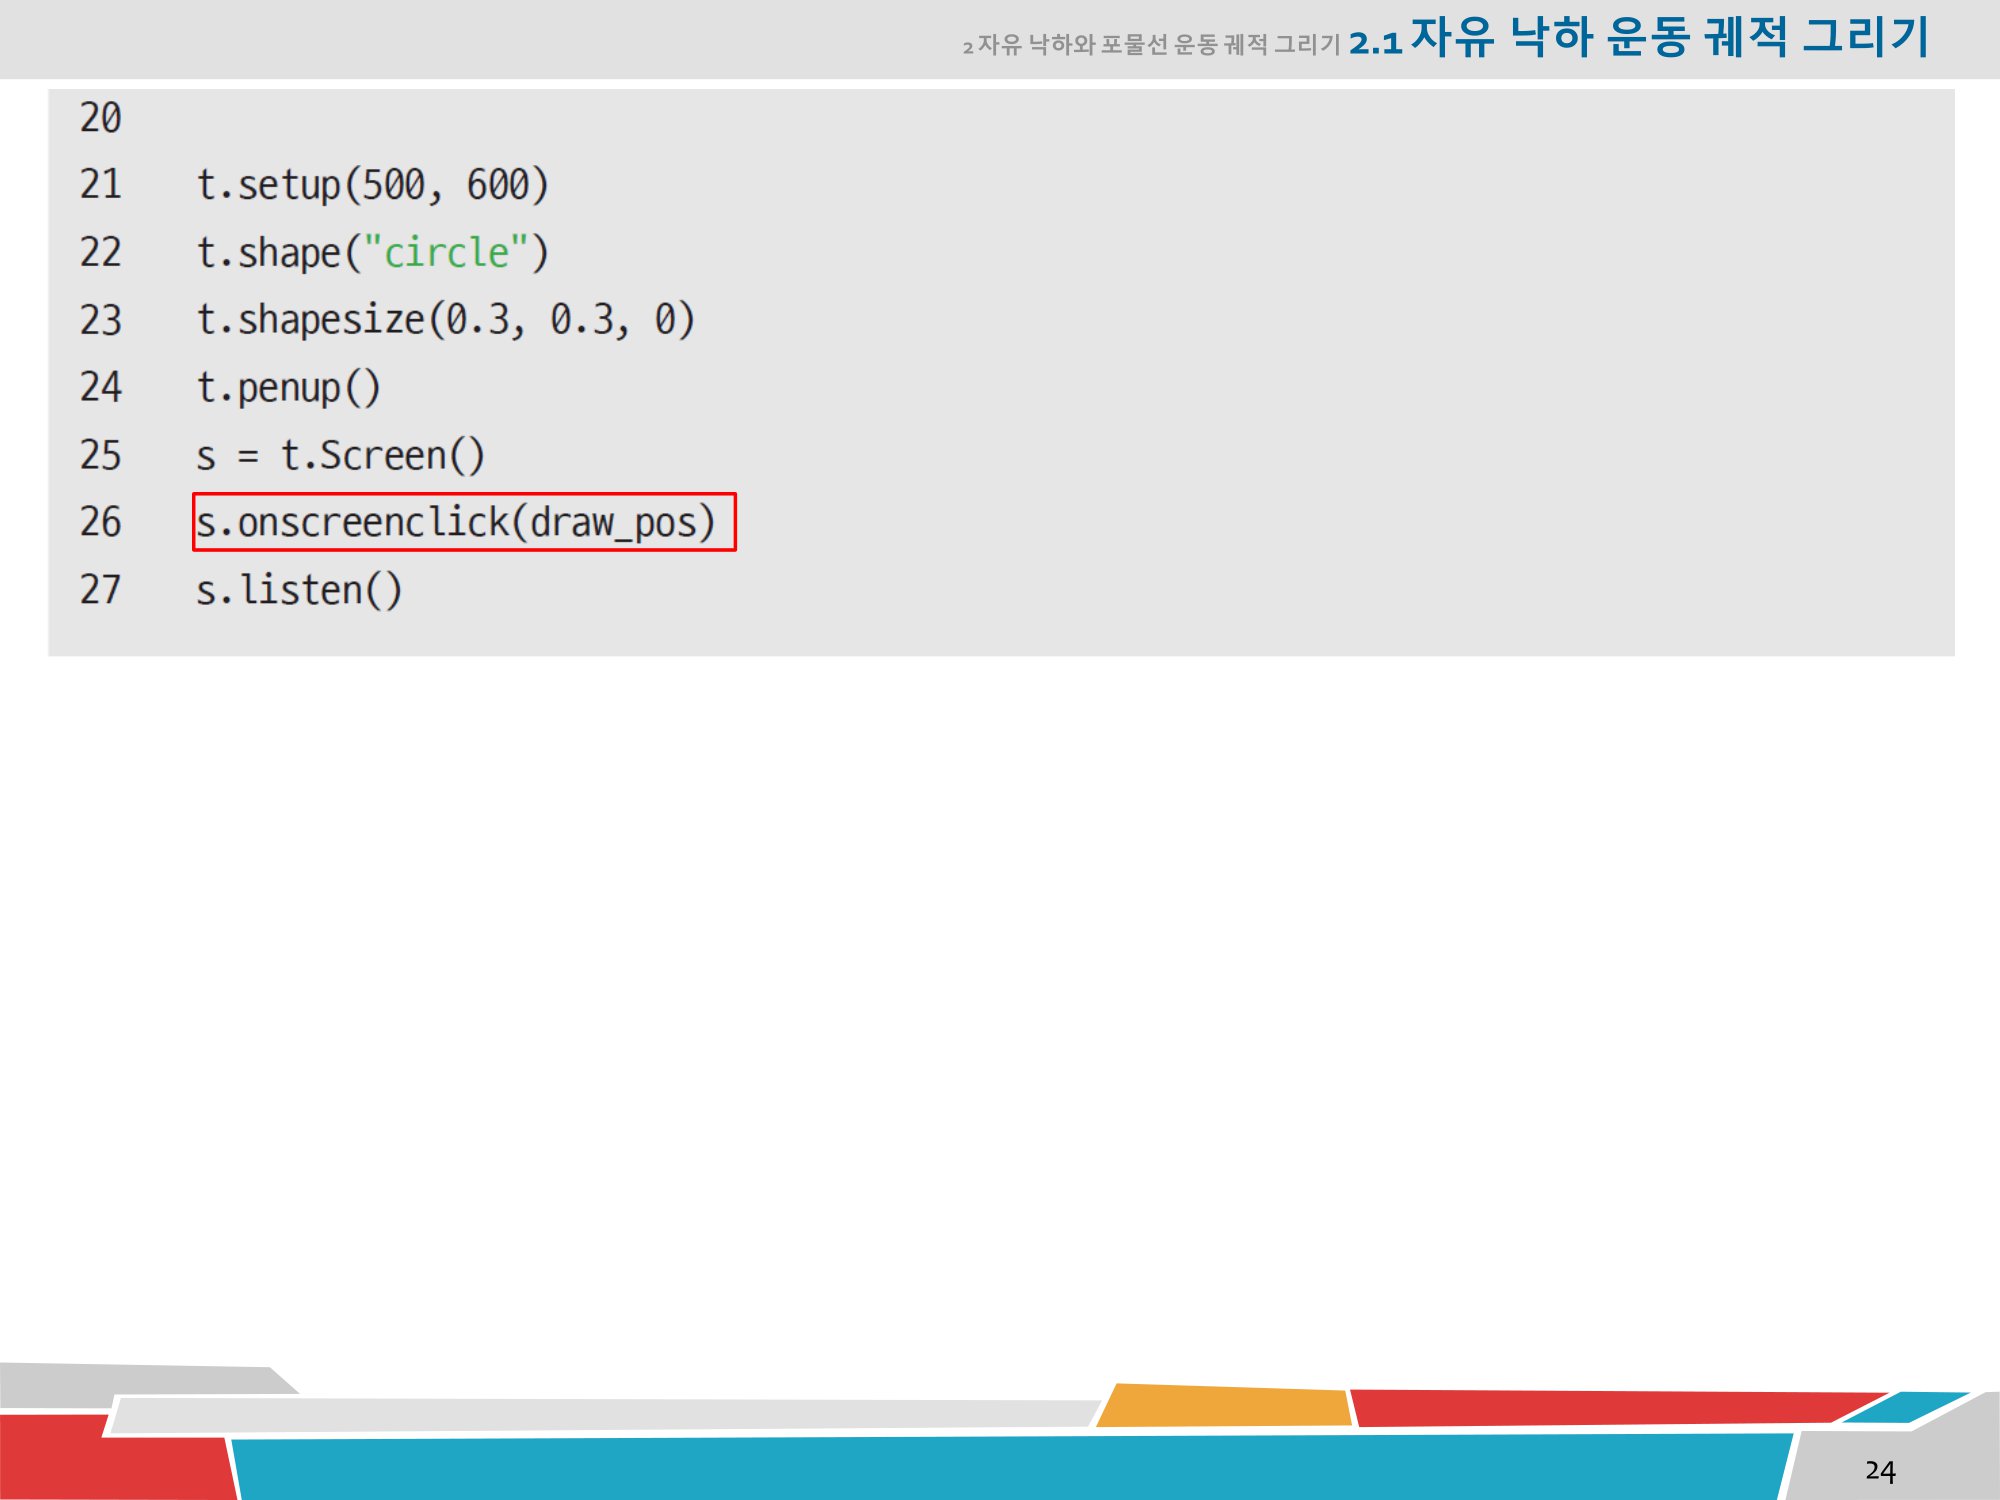 2 자유 낙하와 포물선 운동 궤적 그리기 2.1 자유 낙하 운동 궤적 그리기
20
21 t.setup(500, 600)
22 t.shape("circle")
23 t.shapesize(0.3, 0.3, 0)
24 t.penup()
25 s = t.Screen()
26 s.onscreenclick(draw_pos)
27 s.listen()
24